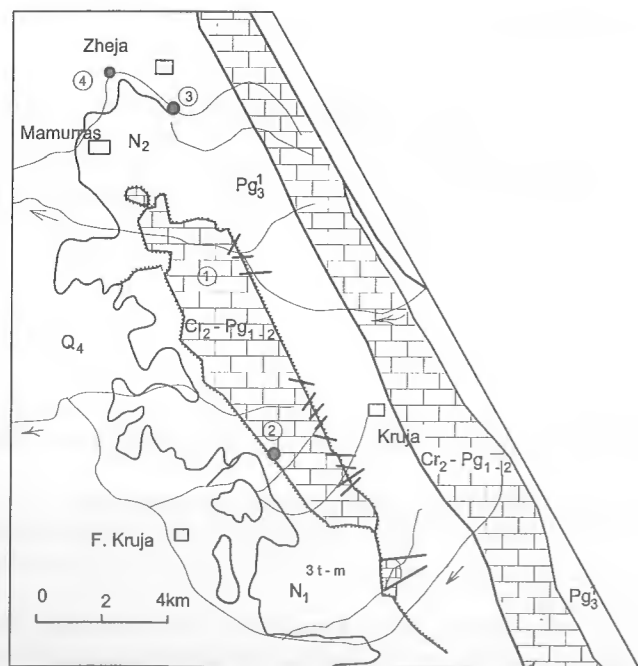 Zheja
④
③
Mamurras
N₂
Pg₃¹
①
Cr₂ - Pg₁₋₂
Q₄
②
Kruja
Cr₂ - Pg₁₋₂
F. Kruja
N₁³ᵗ⁻ᵐ
0 2 4km
Pg₃¹